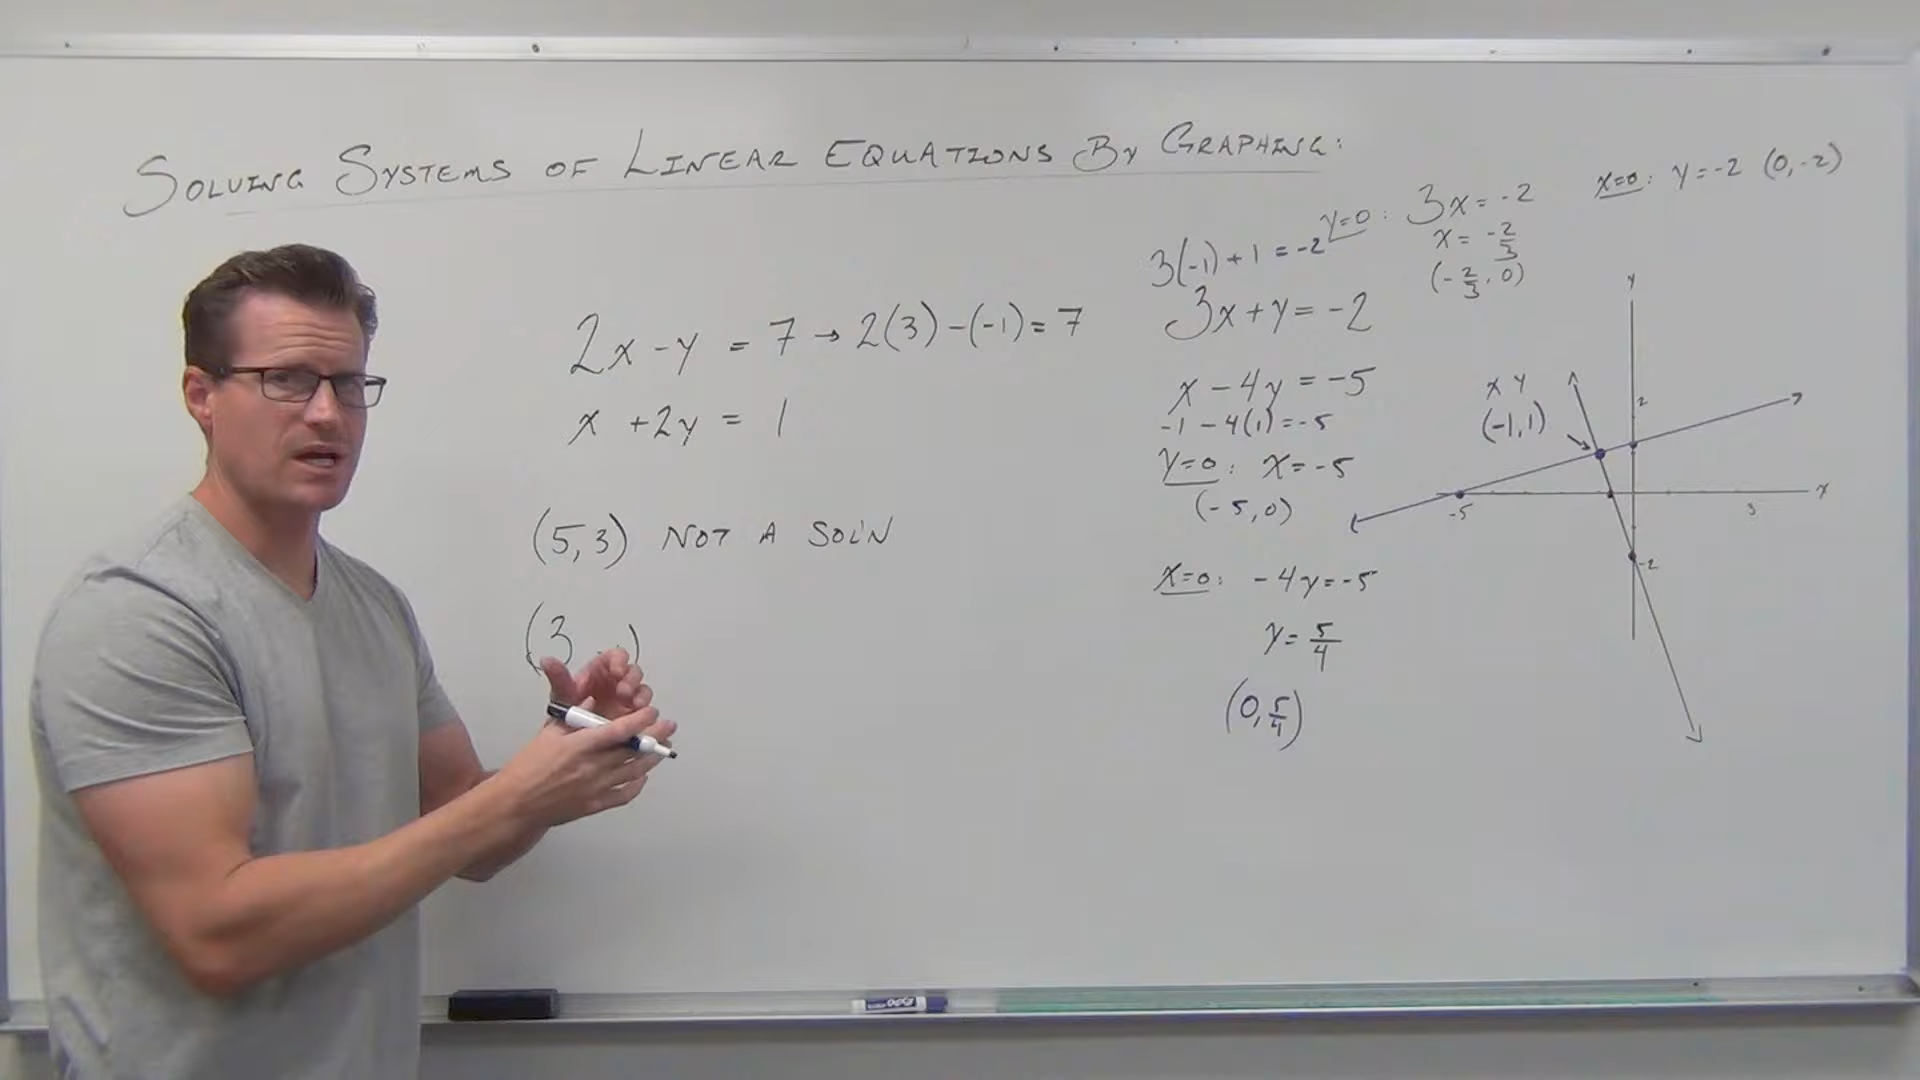 SOLVING SYSTEMS OF LINEAR EQUATIONS BY GRAPHING:
2x - y = 7 → 2(3) - (-1) = 7
x + 2y = 1
(5, 3) NOT A SOL'N
(3
3(-1) + 1 = -2
y=0: 3x = -2
x = -2/3
(-2/3, 0)
x=0: y = -2 (0, -2)
3x + y = -2
x - 4y = -5
-1 - 4(1) = -5
y=0: x = -5
(-5, 0)
x=0: -4y = -5
y = 5/4
(0, 5/4)
x y
(-1, 1)
y
2
x
-5
3
-2
EXPO